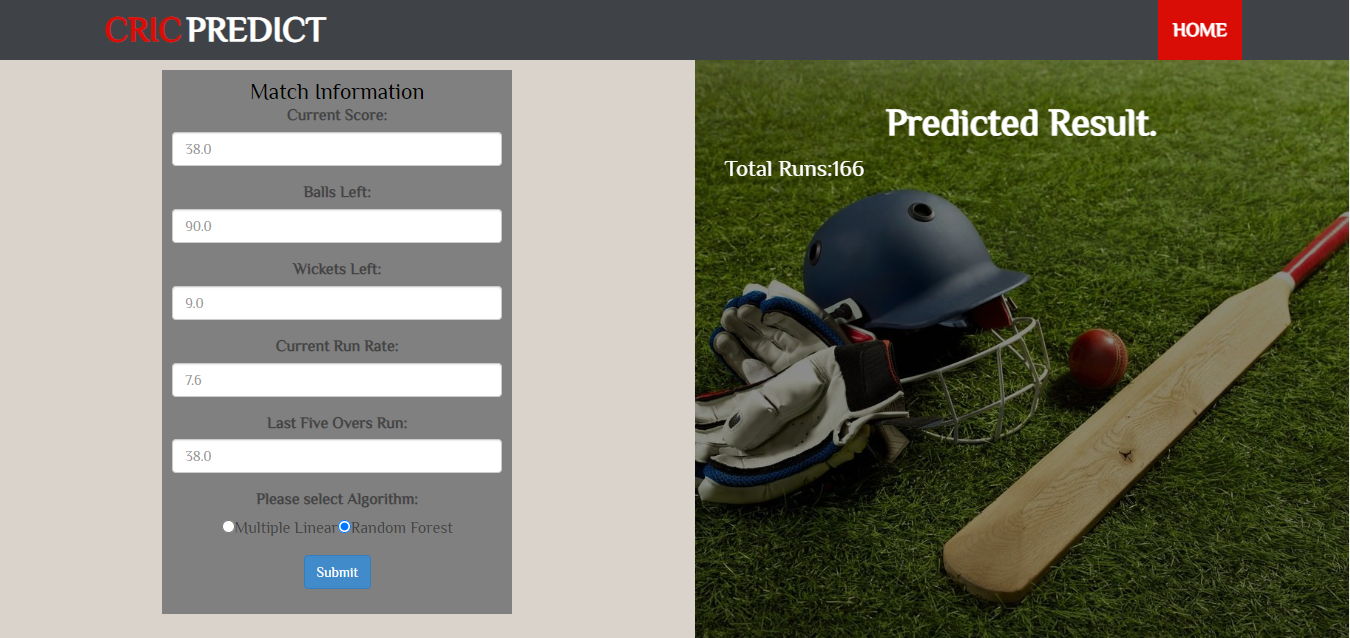 CRIC PREDICT
HOME
Match Information
Current Score:
38.0
Balls Left:
90.0
Wickets Left:
9.0
Current Run Rate:
7.6
Last Five Overs Run:
38.0
Please select Algorithm:
Multiple Linear Random Forest
Submit
Predicted Result.
Total Runs:166